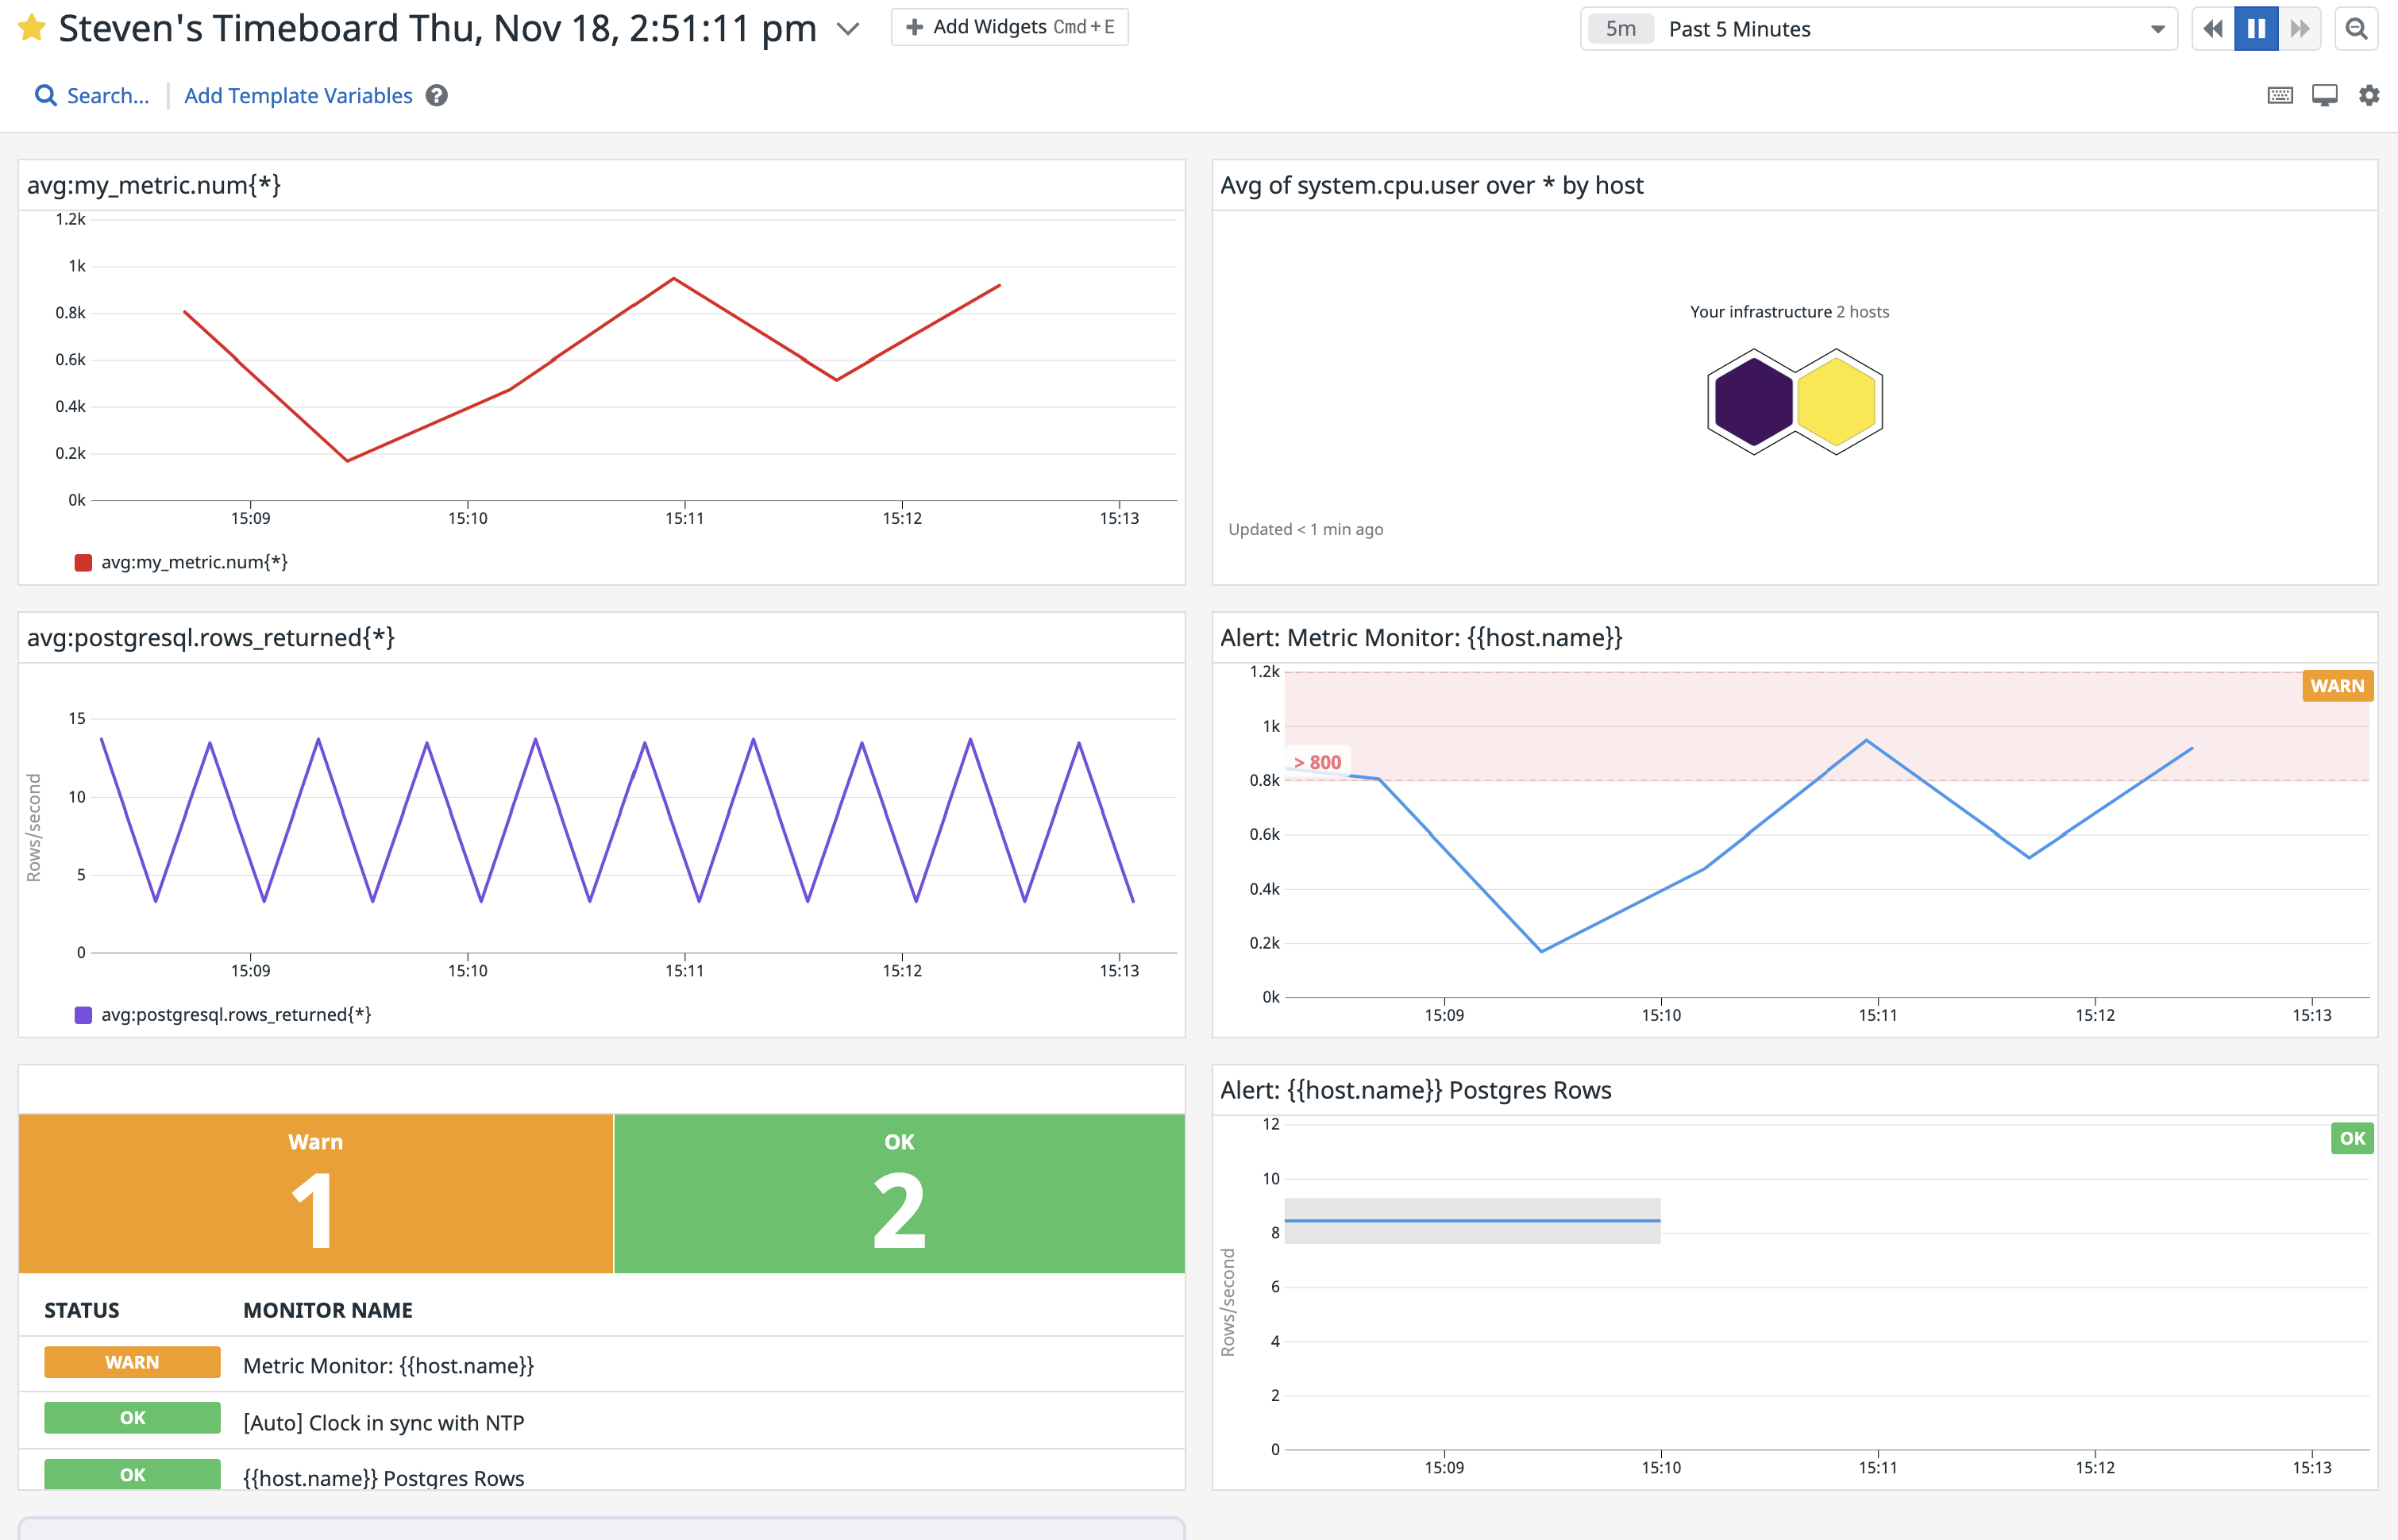 Steven's Timeboard Thu, Nov 18, 2:51:11 pm
Add Widgets Cmd+E
5m Past 5 Minutes
Search...
Add Template Variables
avg:my_metric.num{*}
1.2k
1k
0.8k
0.6k
0.4k
0.2k
0k
15:09 15:10 15:11 15:12 15:13
avg:my_metric.num{*}
Avg of system.cpu.user over * by host
Your infrastructure 2 hosts
Updated < 1 min ago
avg:postgresql.rows_returned{*}
Rows/second
15
10
5
0
15:09 15:10 15:11 15:12 15:13
avg:postgresql.rows_returned{*}
Alert: Metric Monitor: {{host.name}}
WARN
> 800
1.2k
1k
0.8k
0.6k
0.4k
0.2k
0k
15:09 15:10 15:11 15:12 15:13
Warn
1
OK
2
STATUS MONITOR NAME
WARN Metric Monitor: {{host.name}}
OK [Auto] Clock in sync with NTP
OK {{host.name}} Postgres Rows
Alert: {{host.name}} Postgres Rows
OK
Rows/second
12
10
8
6
4
2
0
15:09 15:10 15:11 15:12 15:13